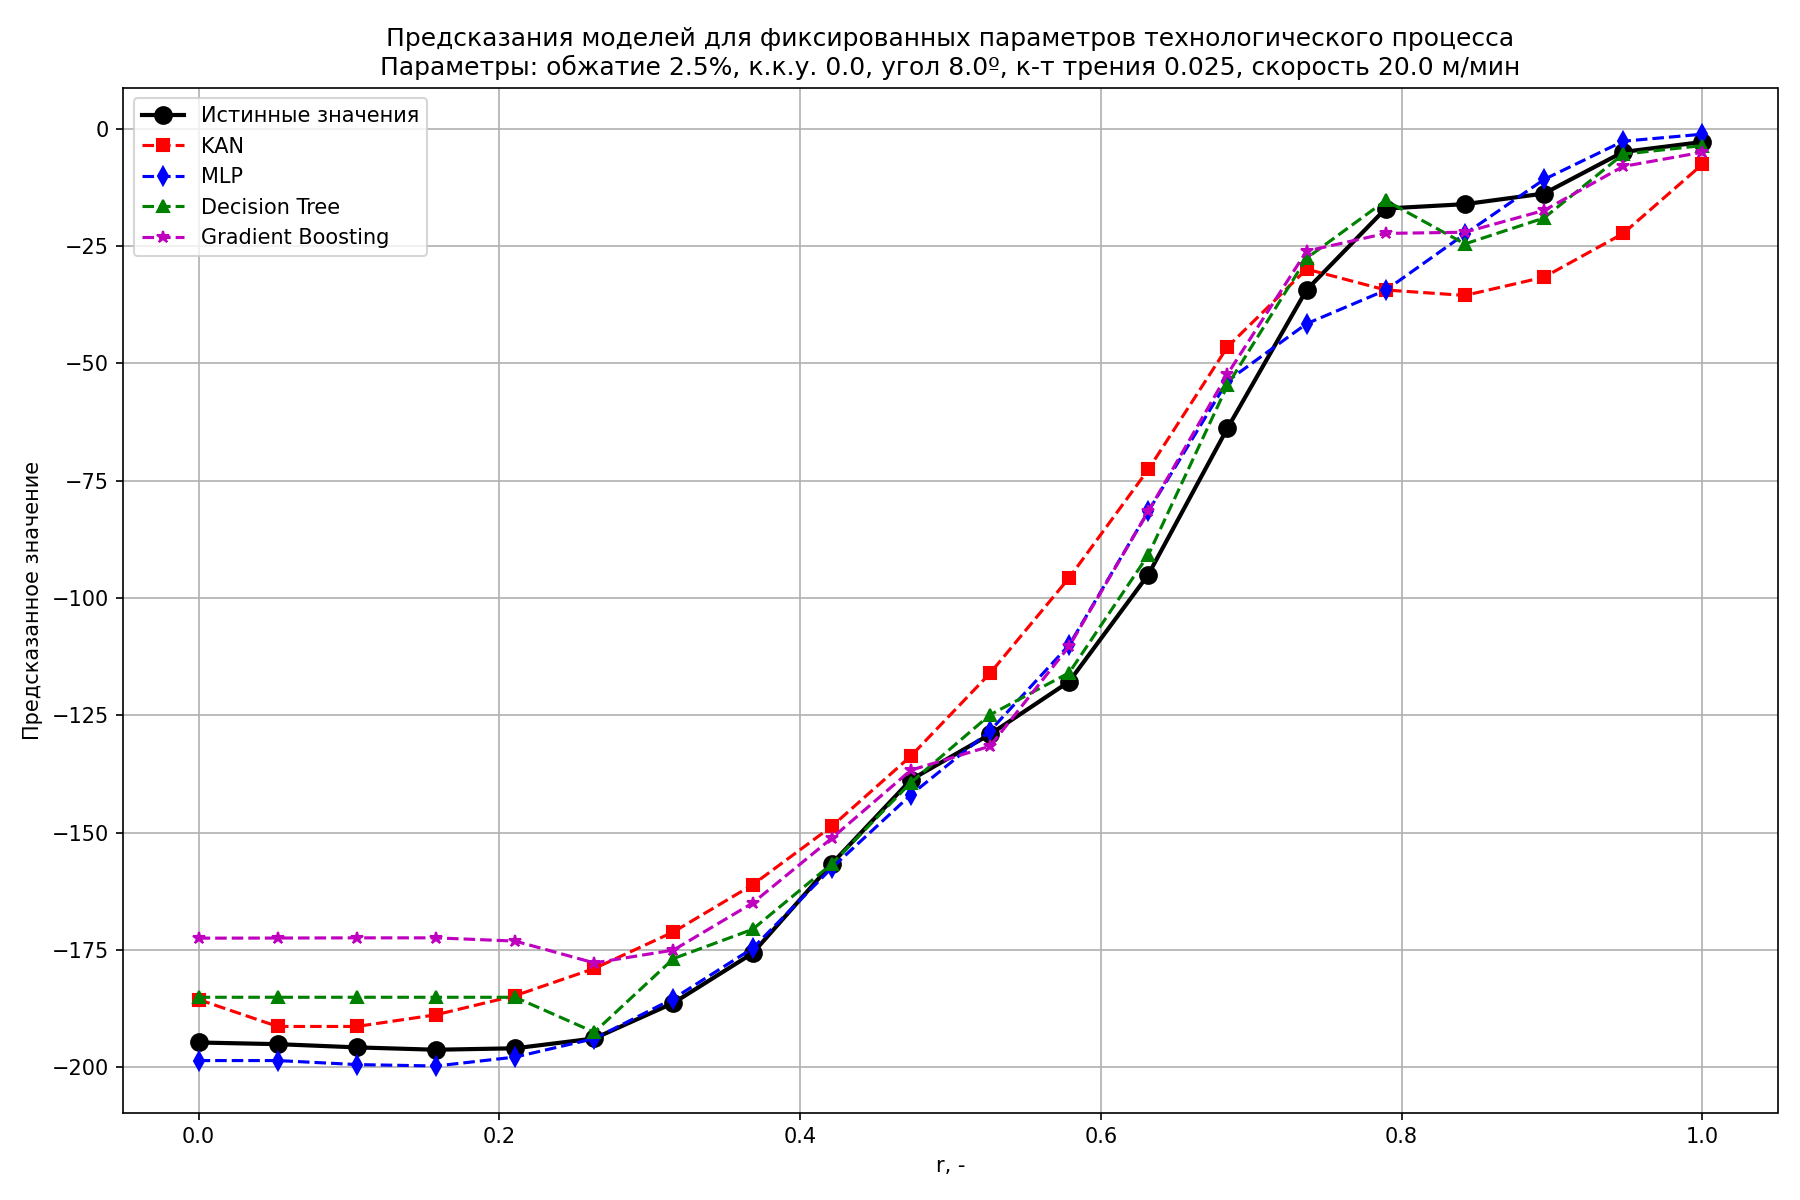 Предсказания моделей для фиксированных параметров технологического процесса
Параметры: обжатие 2.5%, к.к.у. 0.0, угол 8.0º, к-т трения 0.025, скорость 20.0 м/мин
Истинные значения
KAN
MLP
Decision Tree
Gradient Boosting
Предсказанное значение
0
−25
−50
−75
−100
−125
−150
−175
−200
0.0 0.2 0.4 0.6 0.8 1.0
r, -